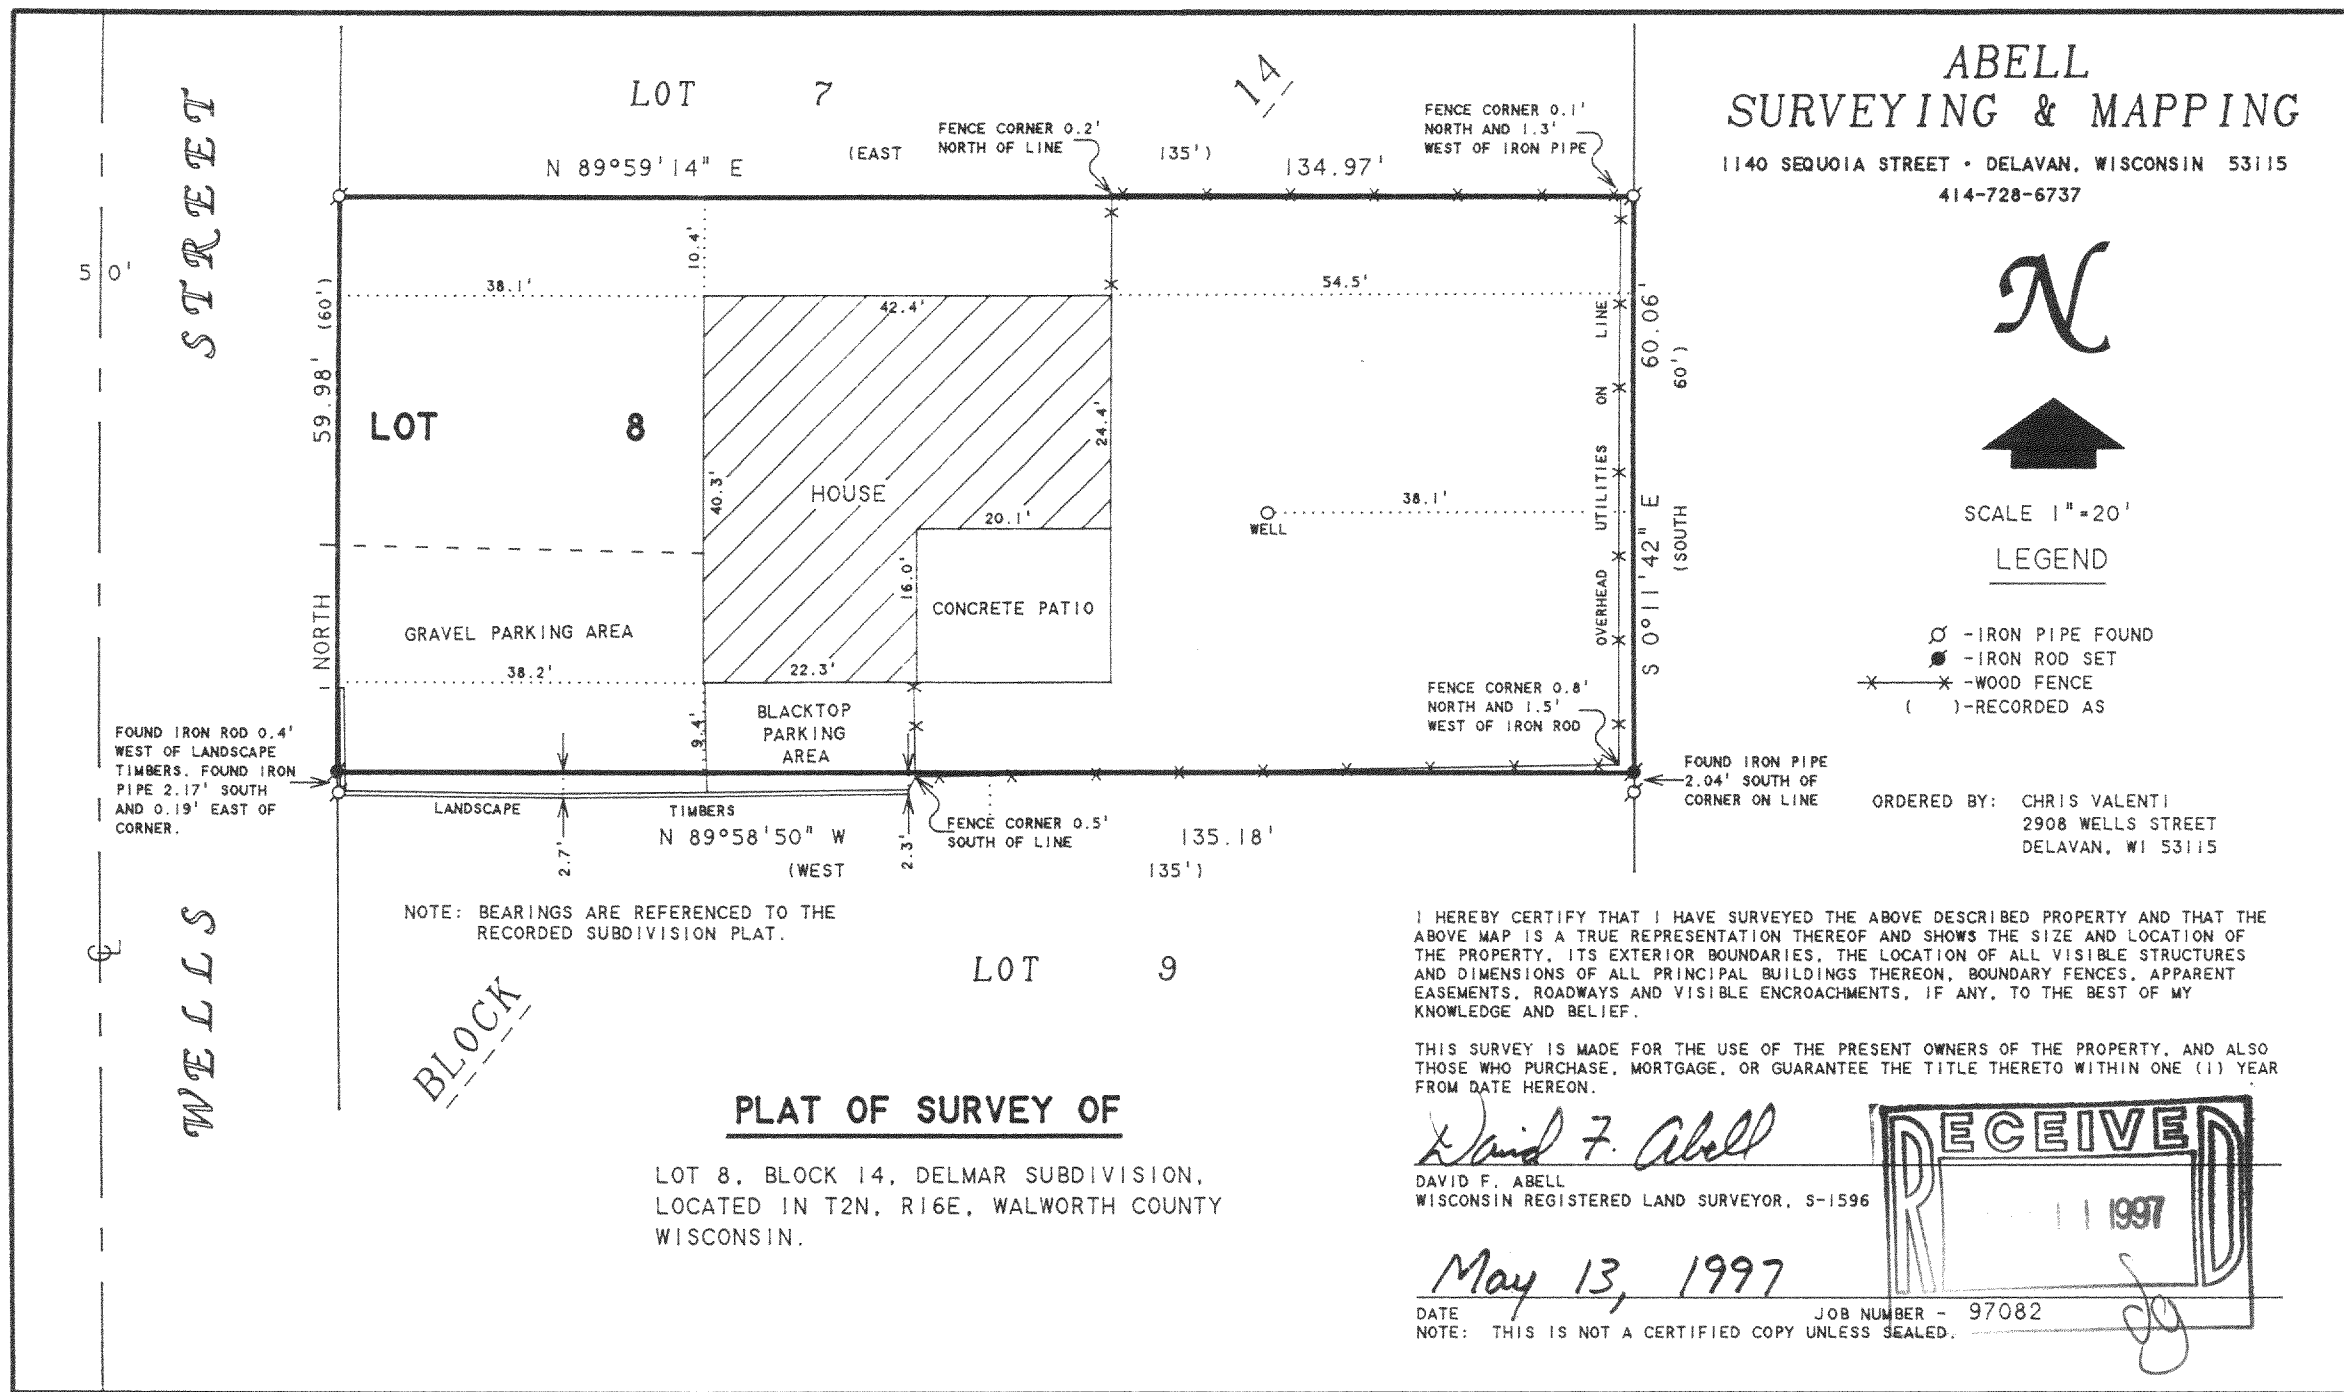 ABELL
SURVEYING & MAPPING
1140 SEQUOIA STREET • DELAVAN, WISCONSIN 53115
414-728-6737
N
SCALE 1"=20'
LEGEND
-IRON PIPE FOUND
-IRON ROD SET
-WOOD FENCE
( )-RECORDED AS
ORDERED BY: CHRIS VALENTI
2908 WELLS STREET
DELAVAN, WI 53115
WELLS STREET
50'
℄
LOT 7
14
FENCE CORNER 0.2'
NORTH OF LINE
FENCE CORNER 0.1'
NORTH AND 1.3'
WEST OF IRON PIPE
N 89°59'14" E
(EAST 135')
134.97'
10.4'
38.1'
42.4'
54.5'
NORTH 59.98'
(60')
LOT 8
40.3'
HOUSE
24.4'
20.1'
16.0'
CONCRETE PATIO
WELL
38.1'
OVERHEAD UTILITIES ON LINE
S 0°11'42" E 60.06'
(SOUTH 60')
GRAVEL PARKING AREA
38.2'
22.3'
9.4'
BLACKTOP
PARKING
AREA
FENCE CORNER 0.8'
NORTH AND 1.5'
WEST OF IRON ROD
FOUND IRON ROD 0.4'
WEST OF LANDSCAPE
TIMBERS. FOUND IRON
PIPE 2.17' SOUTH
AND 0.19' EAST OF
CORNER.
FOUND IRON PIPE
2.04' SOUTH OF
CORNER ON LINE
LANDSCAPE TIMBERS
2.7'
2.3'
FENCE CORNER 0.5'
SOUTH OF LINE
N 89°58'50" W
135.18'
(WEST 135')
NOTE: BEARINGS ARE REFERENCED TO THE
RECORDED SUBDIVISION PLAT.
LOT 9
BLOCK
PLAT OF SURVEY OF
LOT 8, BLOCK 14, DELMAR SUBDIVISION,
LOCATED IN T2N, R16E, WALWORTH COUNTY
WISCONSIN.
I HEREBY CERTIFY THAT I HAVE SURVEYED THE ABOVE DESCRIBED PROPERTY AND THAT THE
ABOVE MAP IS A TRUE REPRESENTATION THEREOF AND SHOWS THE SIZE AND LOCATION OF
THE PROPERTY, ITS EXTERIOR BOUNDARIES, THE LOCATION OF ALL VISIBLE STRUCTURES
AND DIMENSIONS OF ALL PRINCIPAL BUILDINGS THEREON, BOUNDARY FENCES, APPARENT
EASEMENTS, ROADWAYS AND VISIBLE ENCROACHMENTS, IF ANY, TO THE BEST OF MY
KNOWLEDGE AND BELIEF.
THIS SURVEY IS MADE FOR THE USE OF THE PRESENT OWNERS OF THE PROPERTY, AND ALSO
THOSE WHO PURCHASE, MORTGAGE, OR GUARANTEE THE TITLE THERETO WITHIN ONE (1) YEAR
FROM DATE HEREON.
David F. Abell
DAVID F. ABELL
WISCONSIN REGISTERED LAND SURVEYOR, S-1596
RECEIVED
1997
May 13, 1997
DATE
JOB NUMBER - 97082
NOTE: THIS IS NOT A CERTIFIED COPY UNLESS SEALED.